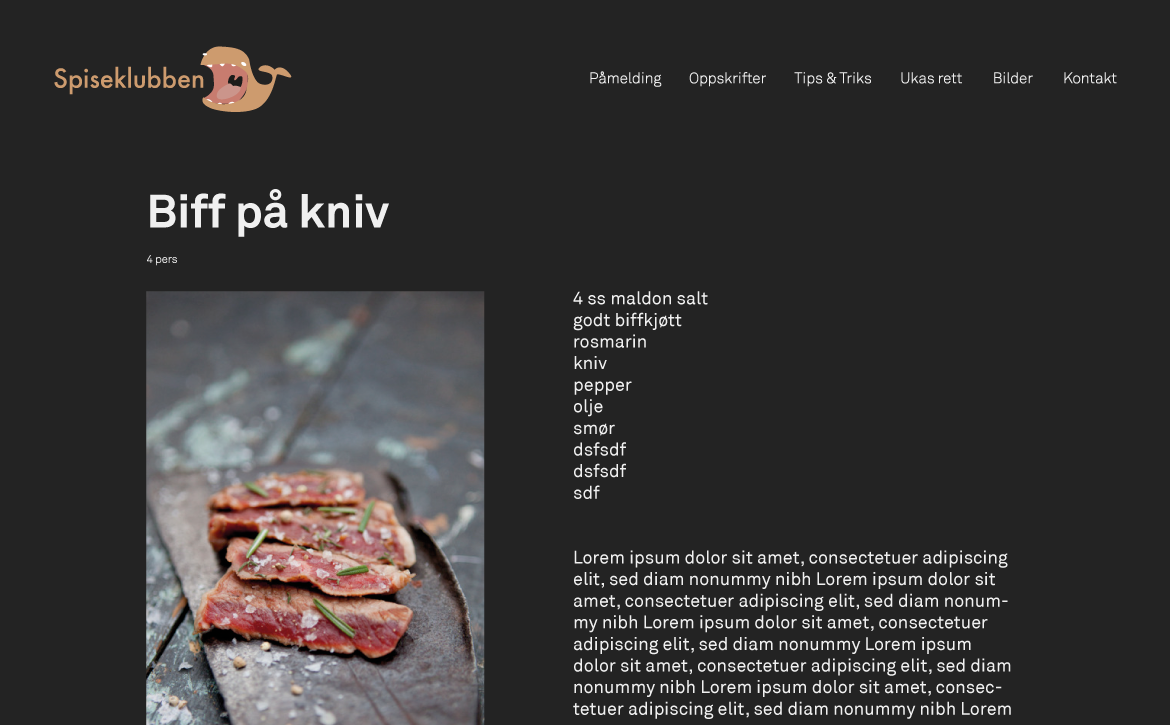 Spiseklubben
Påmelding Oppskrifter Tips & Triks Ukas rett Bilder Kontakt
Biff på kniv
4 pers
4 ss maldon salt
godt biffkjøtt
rosmarin
kniv
pepper
olje
smør
dsfsdf
dsfsdf
sdf
Lorem ipsum dolor sit amet, consectetuer adipiscing
elit, sed diam nonummy nibh Lorem ipsum dolor sit
amet, consectetuer adipiscing elit, sed diam nonum-
my nibh Lorem ipsum dolor sit amet, consectetuer
adipiscing elit, sed diam nonummy Lorem ipsum
dolor sit amet, consectetuer adipiscing elit, sed diam
nonummy nibh Lorem ipsum dolor sit amet, consec-
tetuer adipiscing elit, sed diam nonummy nibh Lorem